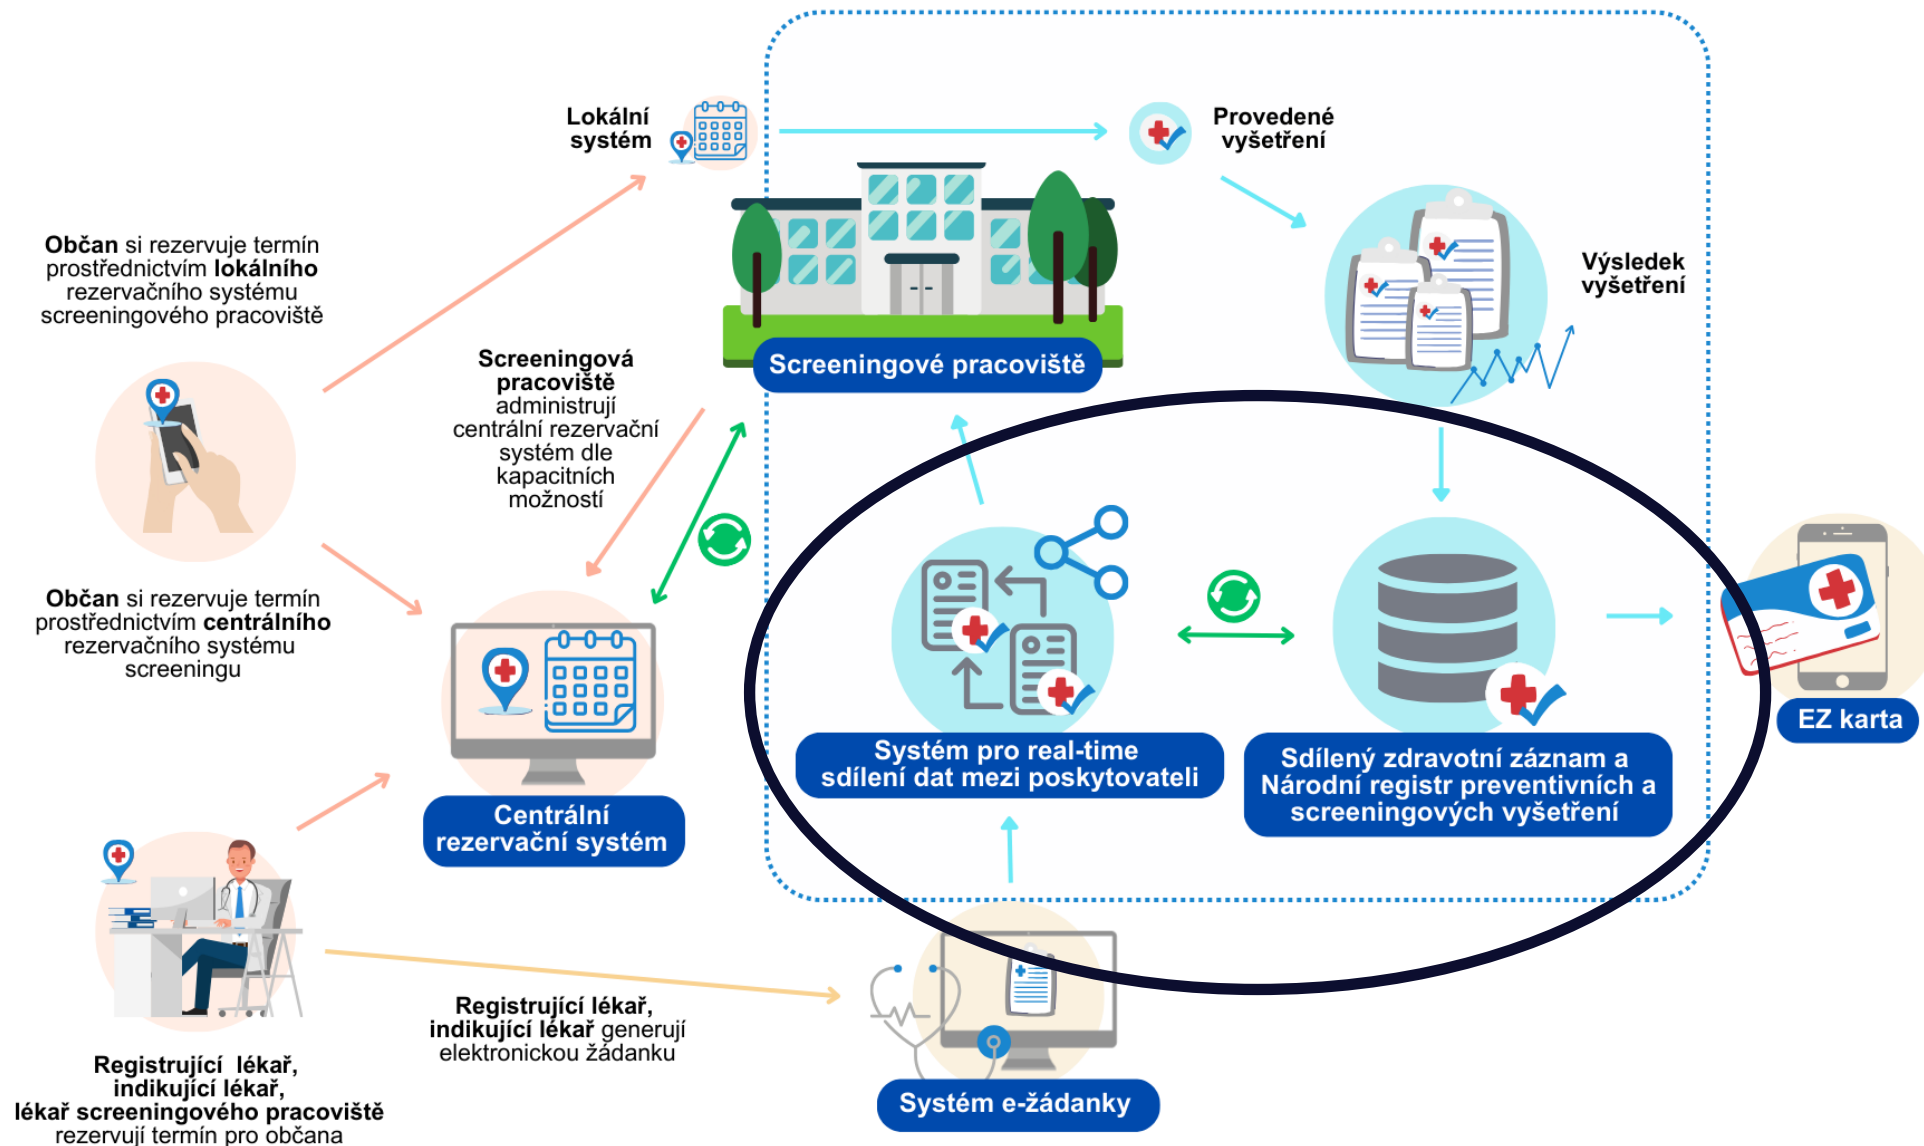 Lokální
systém
Provedené
vyšetření
Výsledek
vyšetření
Občan si rezervuje termín
prostřednictvím lokálního
rezervačního systému
screeningového pracoviště
Screeningová
pracoviště
administrují
centrální rezervační
systém dle
kapacitních
možností
Screeningové pracoviště
Občan si rezervuje termín
prostřednictvím centrálního
rezervačního systému
screeningu
Centrální
rezervační systém
Systém pro real-time
sdílení dat mezi poskytovateli
Sdílený zdravotní záznam a
Národní registr preventivních a
screeningových vyšetření
EZ karta
Registrující lékař,
indikující lékař generují
elektronickou žádanku
Registrující lékař,
indikující lékař,
lékař screeningového pracoviště
rezervují termín pro občana
Systém e-žádanky